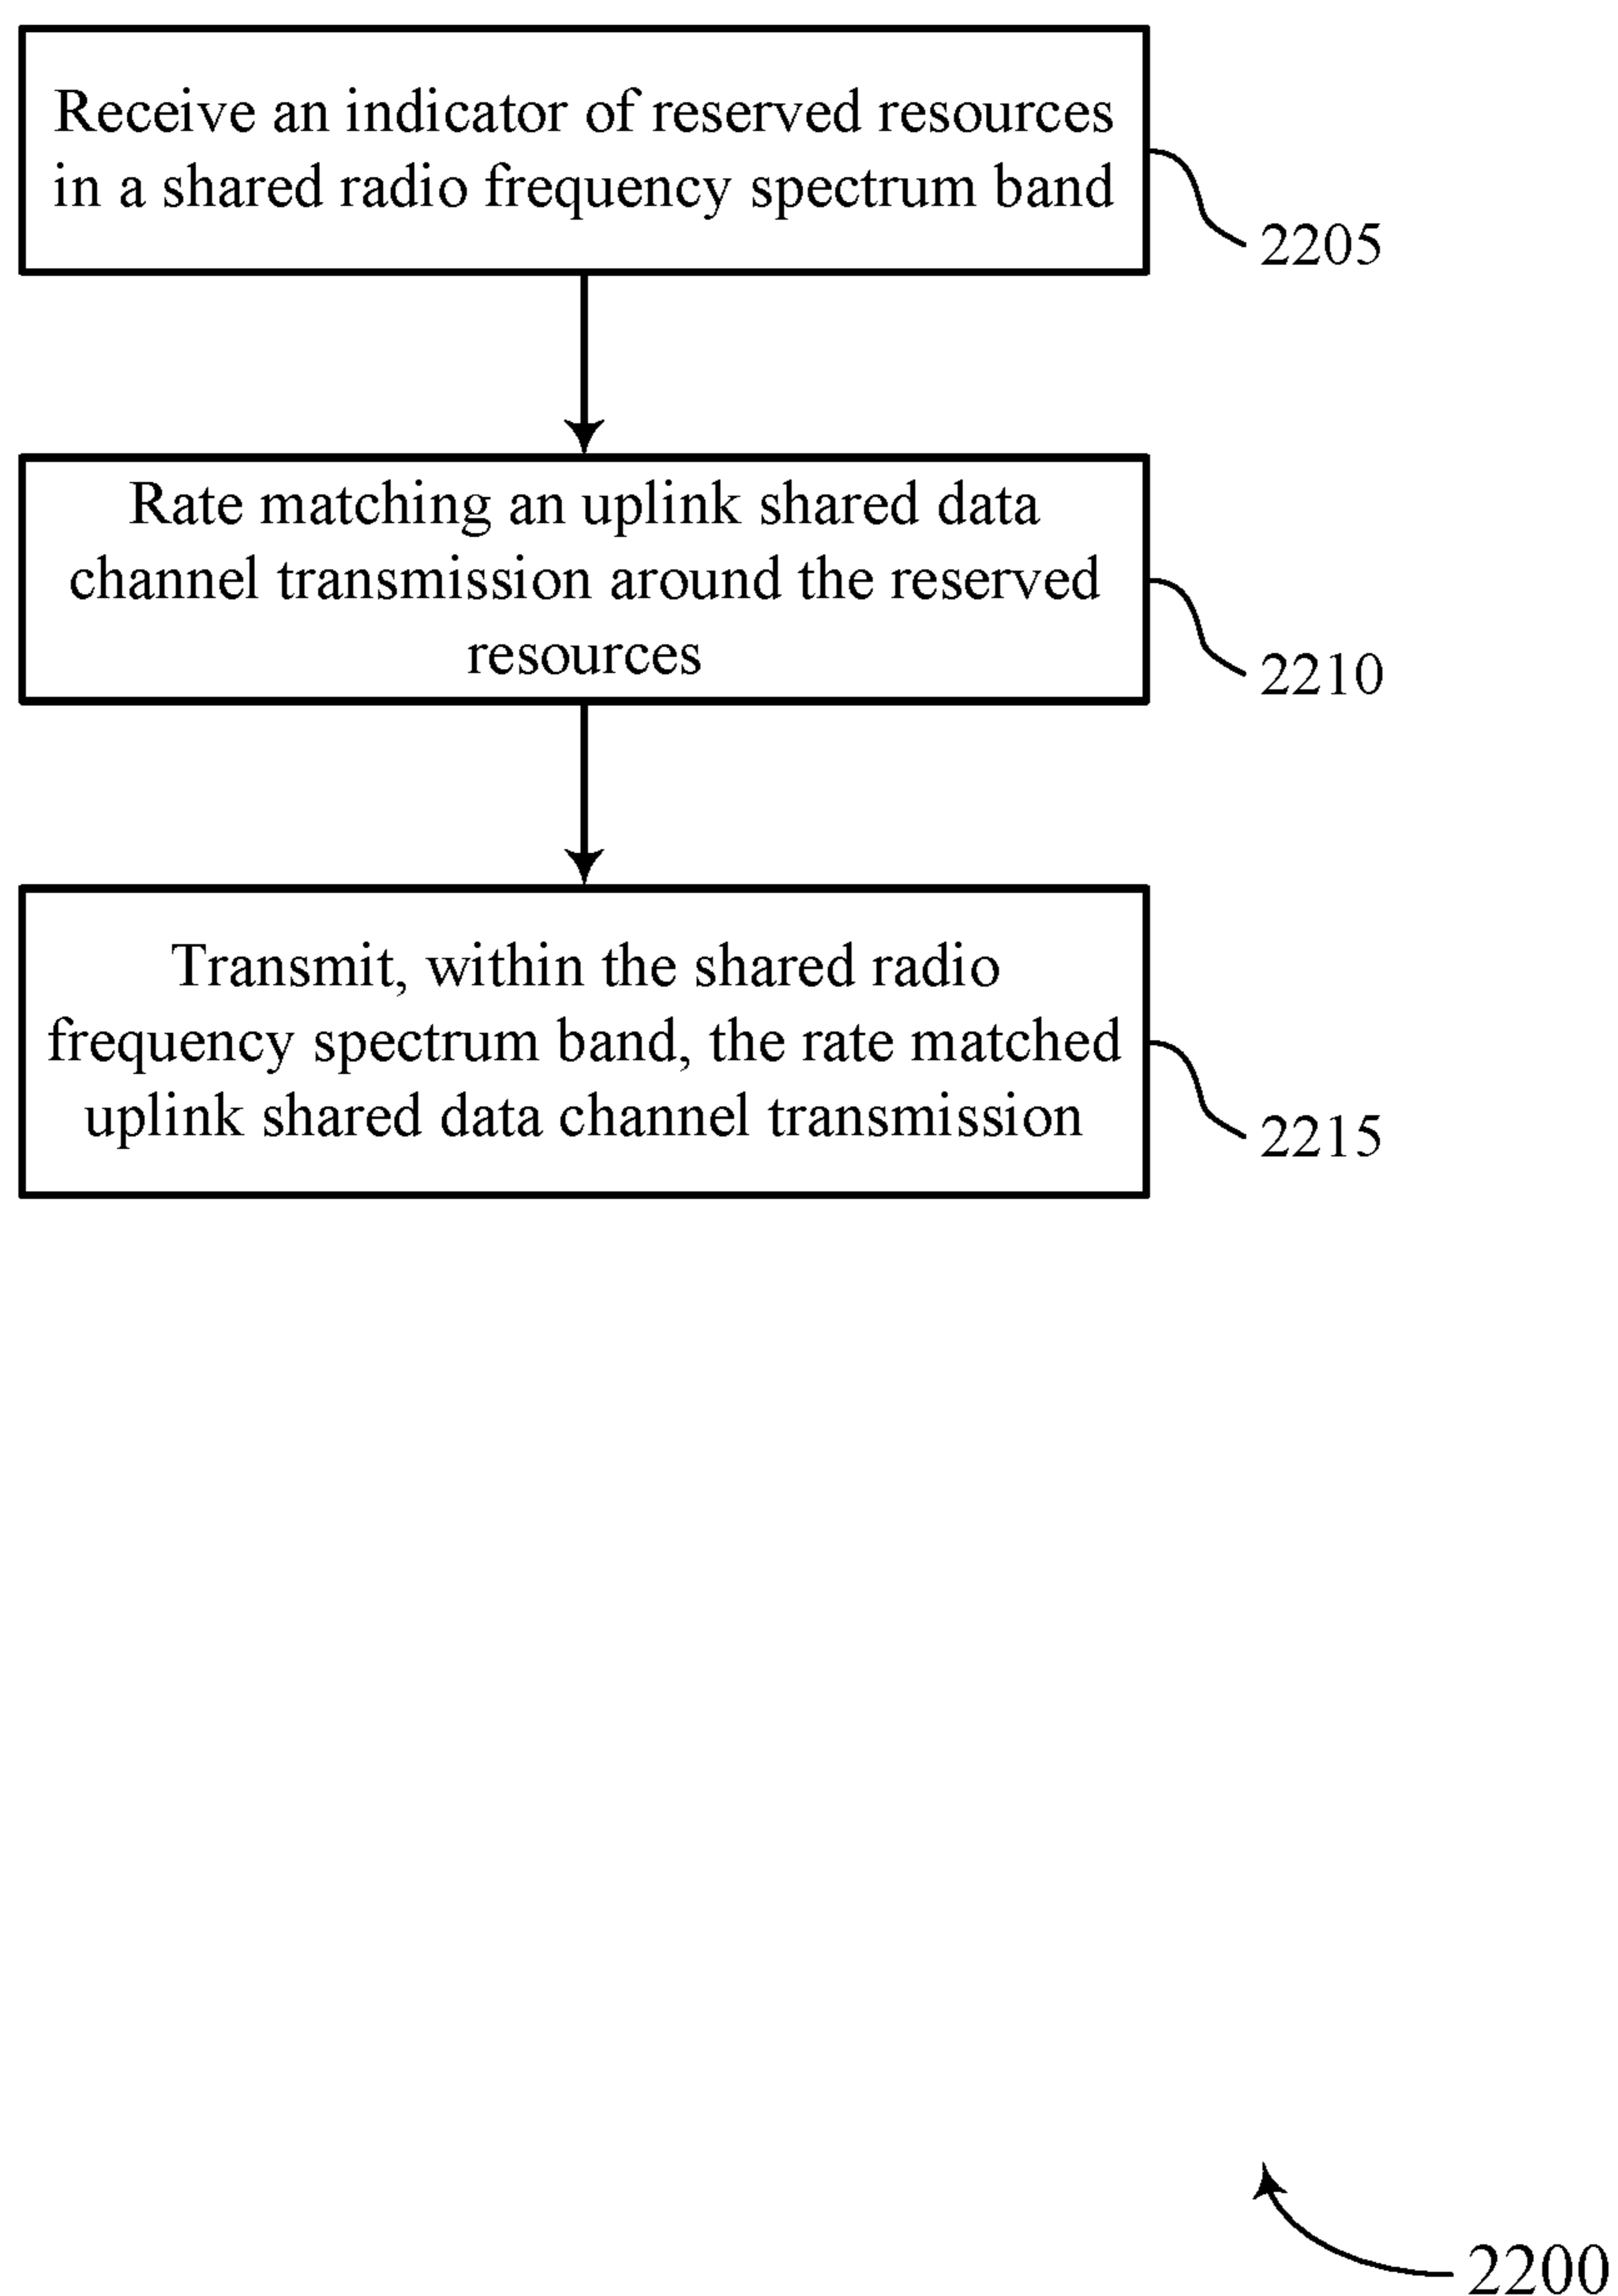 Receive an indicator of reserved resources
in a shared radio frequency spectrum band
2205
Rate matching an uplink shared data
channel transmission around the reserved
resources
2210
Transmit, within the shared radio
frequency spectrum band, the rate matched
uplink shared data channel transmission
2215
2200